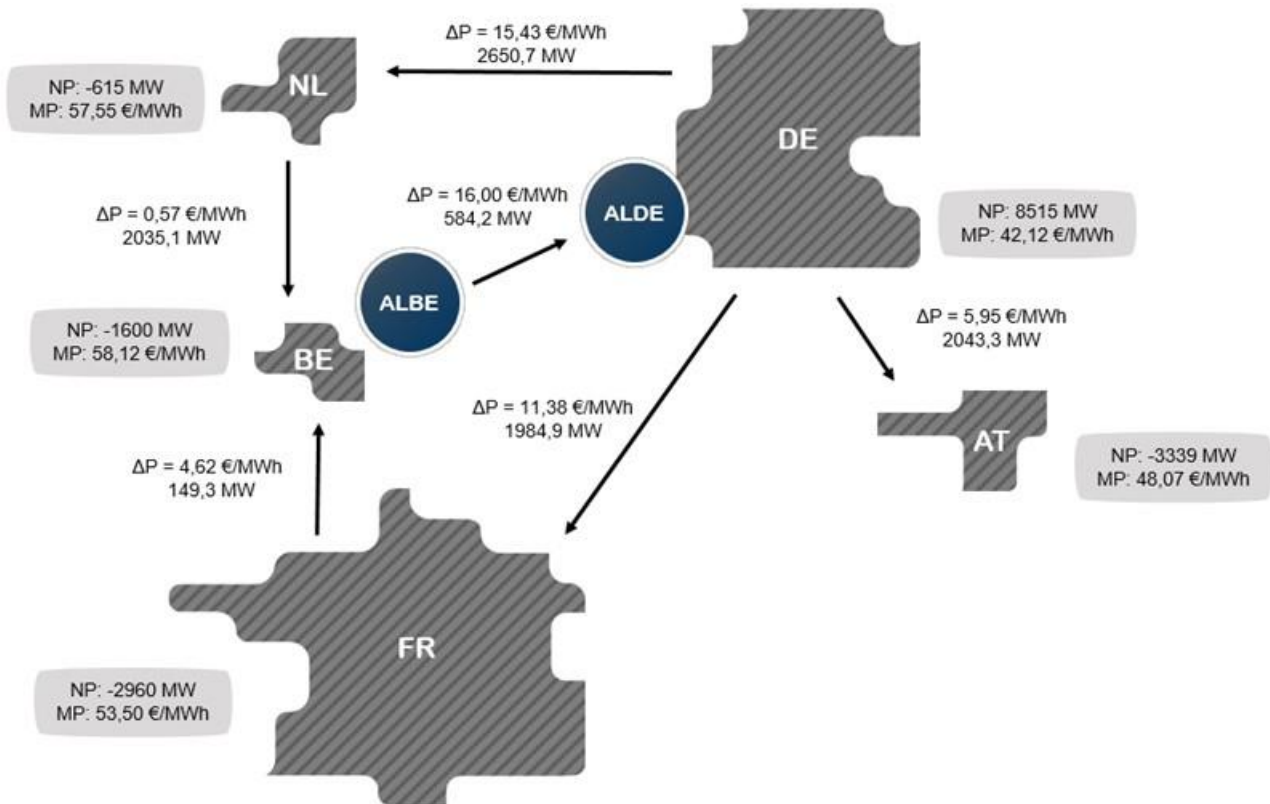 ΔP = 15,43 €/MWh
2650,7 MW
NP: -615 MW
MP: 57,55 €/MWh
NL
DE
ΔP = 16,00 €/MWh
584,2 MW
ALDE
ΔP = 0,57 €/MWh
2035,1 MW
NP: 8515 MW
MP: 42,12 €/MWh
ALBE
NP: -1600 MW
MP: 58,12 €/MWh
BE
ΔP = 5,95 €/MWh
2043,3 MW
ΔP = 11,38 €/MWh
1984,9 MW
AT
NP: -3339 MW
MP: 48,07 €/MWh
ΔP = 4,62 €/MWh
149,3 MW
FR
NP: -2960 MW
MP: 53,50 €/MWh